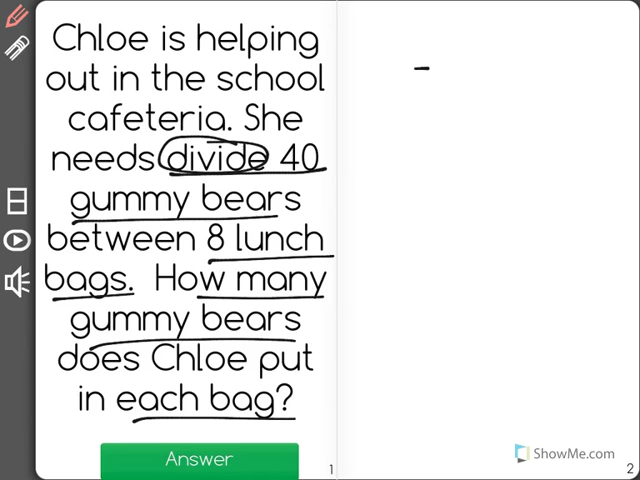 Chloe is helping
out in the school
cafeteria. She
needs divide 40
gummy bears
between 8 lunch
bags. How many
gummy bears
does Chloe put
in each bag?
Answer
1
ShowMe.com
2